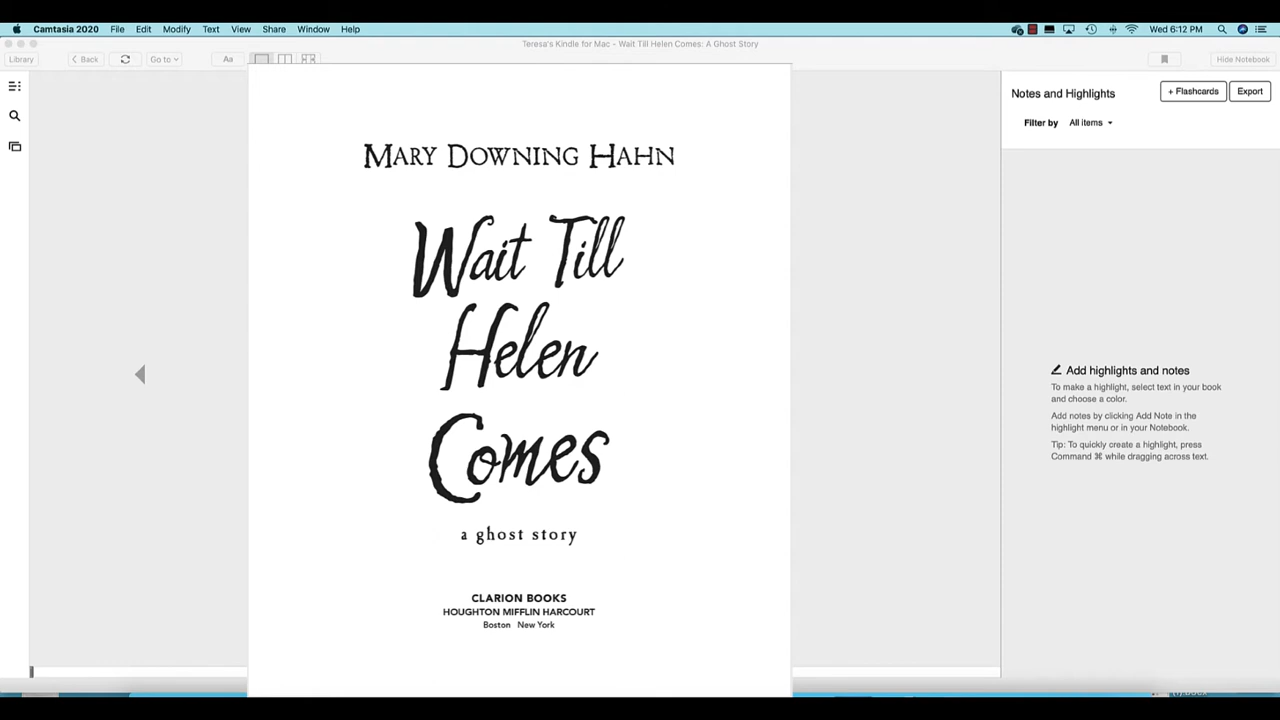 Camtasia 2020 File Edit Modify Text View Share Window Help Wed 6:12 PM
Teresa's Kindle for Mac - Wait Till Helen Comes: A Ghost Story
Library Back Go to Aa Hide Notebook
Notes and Highlights + Flashcards Export
Filter by All items
MARY DOWNING HAHN
Wait Till
Helen
Comes
a ghost story
CLARION BOOKS
HOUGHTON MIFFLIN HARCOURT
Boston New York
Add highlights and notes
To make a highlight, select text in your book
and choose a color.
Add notes by clicking Add Note in the
highlight menu or in your Notebook.
Tip: To quickly create a highlight, press
Command ⌘ while dragging across text.